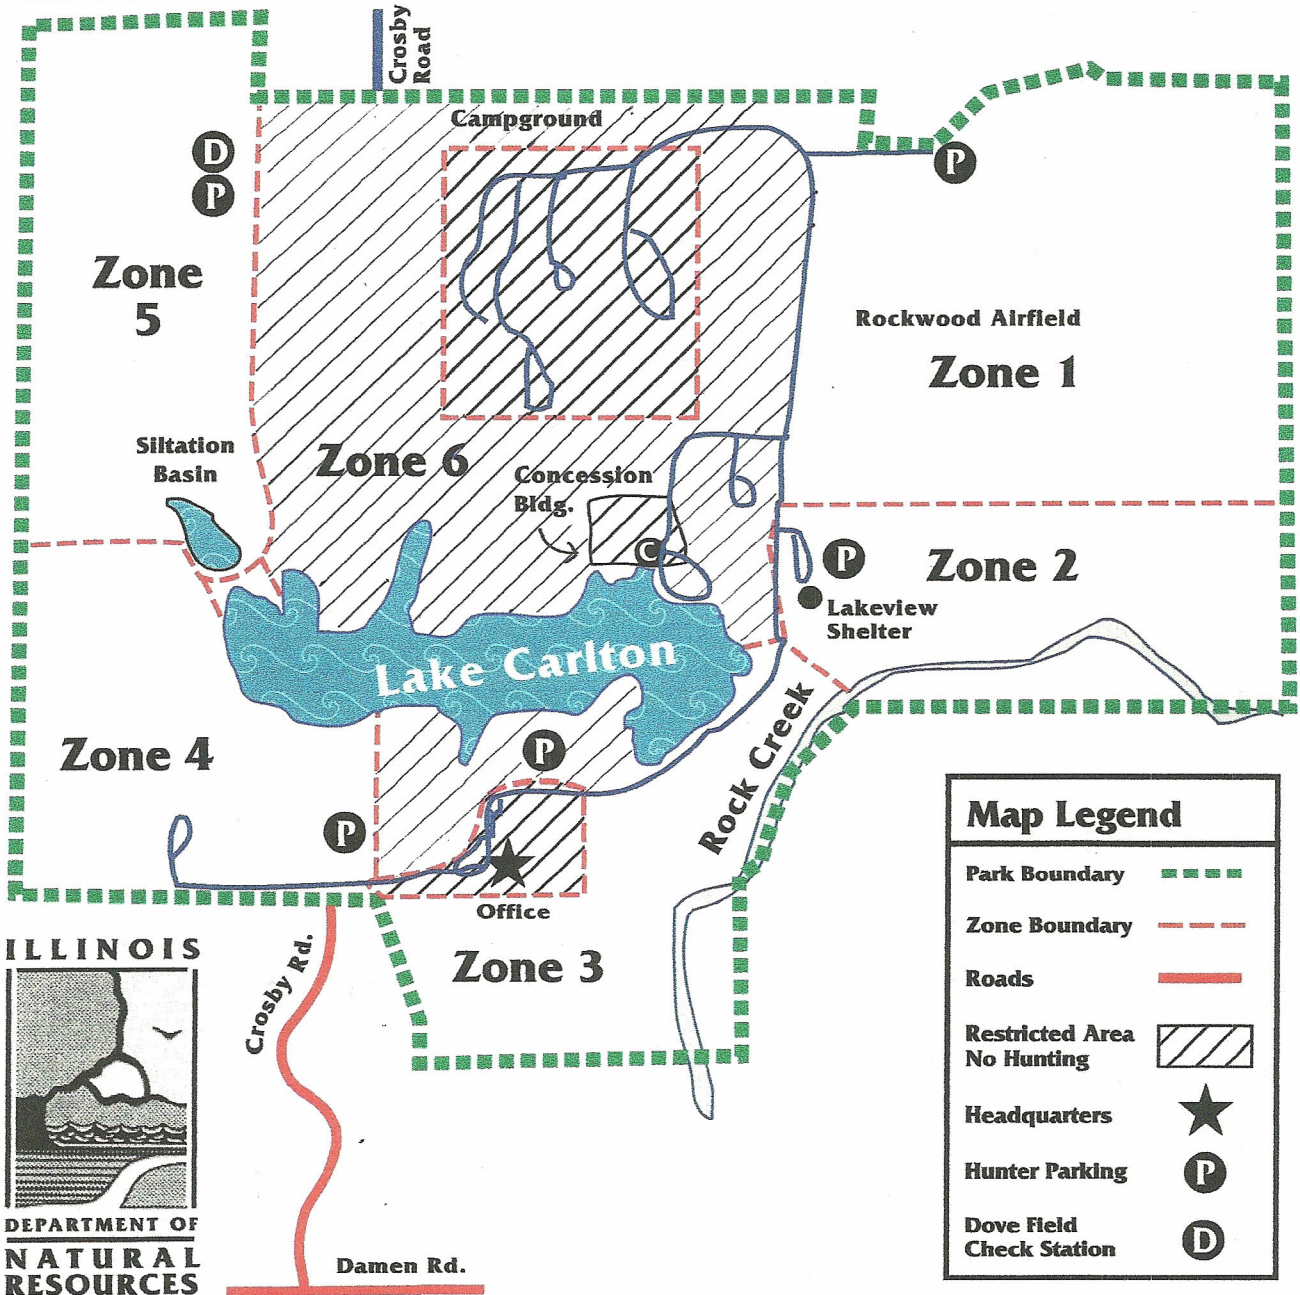 Crosby
Road
Campground
D
P
P
Zone
5
Rockwood Airfield
Zone 1
Siltation
Basin
Zone 6
Concession
Bldg.
C
P
Zone 2
Lakeview
Shelter
Lake Carlton
Rock Creek
Zone 4
P
P
Office
Zone 3
Crosby Rd.
Damen Rd.
Map Legend
Park Boundary
Zone Boundary
Roads
Restricted Area
No Hunting
Headquarters
Hunter Parking
P
Dove Field
Check Station
D
ILLINOIS
DEPARTMENT OF
NATURAL
RESOURCES